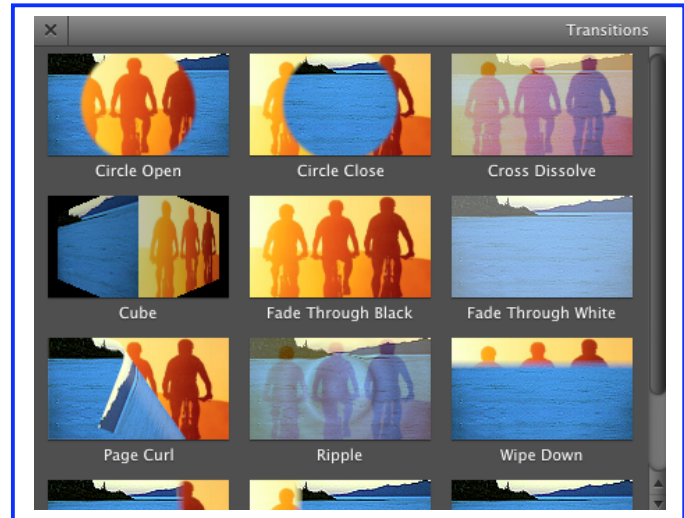 Transitions
Circle Open
Circle Close
Cross Dissolve
Cube
Fade Through Black
Fade Through White
Page Curl
Ripple
Wipe Down